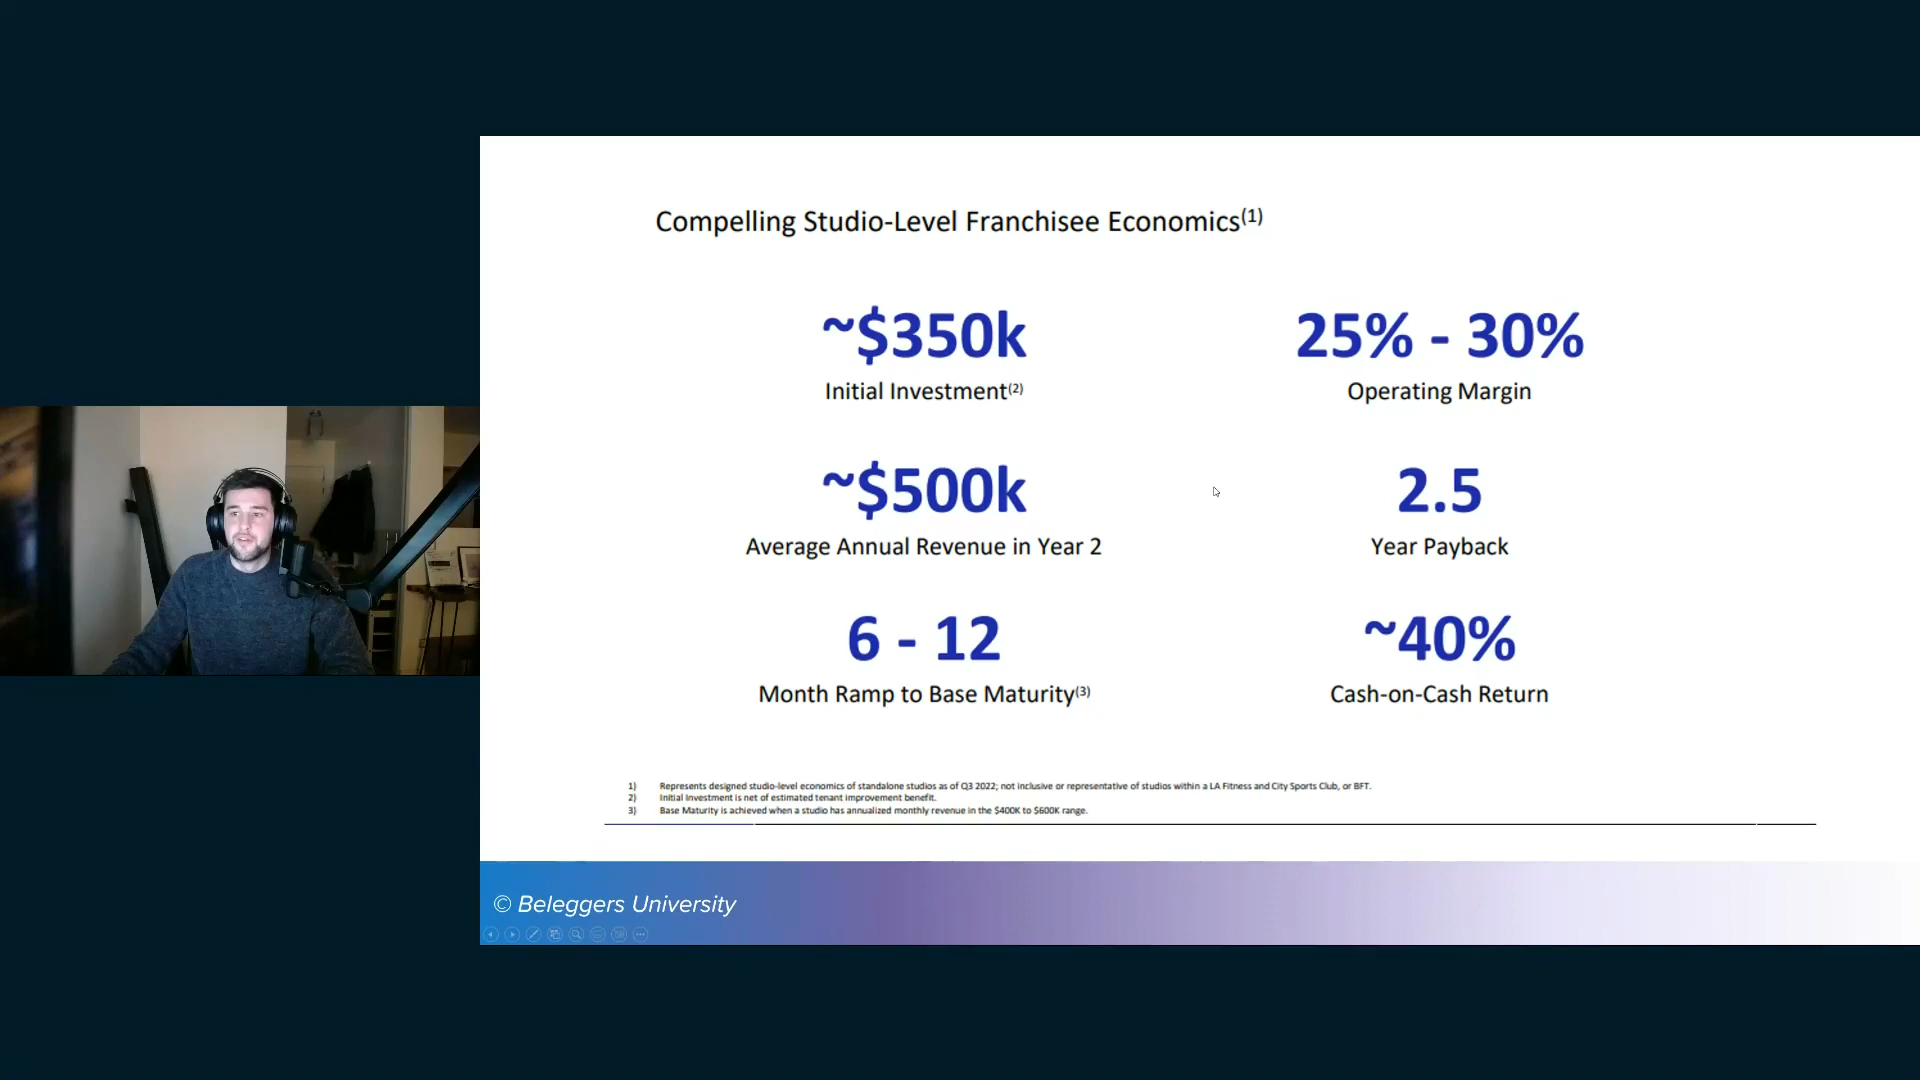 Compelling Studio-Level Franchisee Economics(1)
~$350k
Initial Investment(2)
25% - 30%
Operating Margin
~$500k
Average Annual Revenue in Year 2
2.5
Year Payback
6 - 12
Month Ramp to Base Maturity(3)
~40%
Cash-on-Cash Return
1) Represents designed studio-level economics of standalone studios as of Q3 2022; not inclusive or representative of studios within a LA Fitness and City Sports Club, or BFT.
2) Initial Investment is net of estimated tenant improvement benefit.
3) Base Maturity is achieved when a studio has annualized monthly revenue in the $400K to $600K range.
© Beleggers University